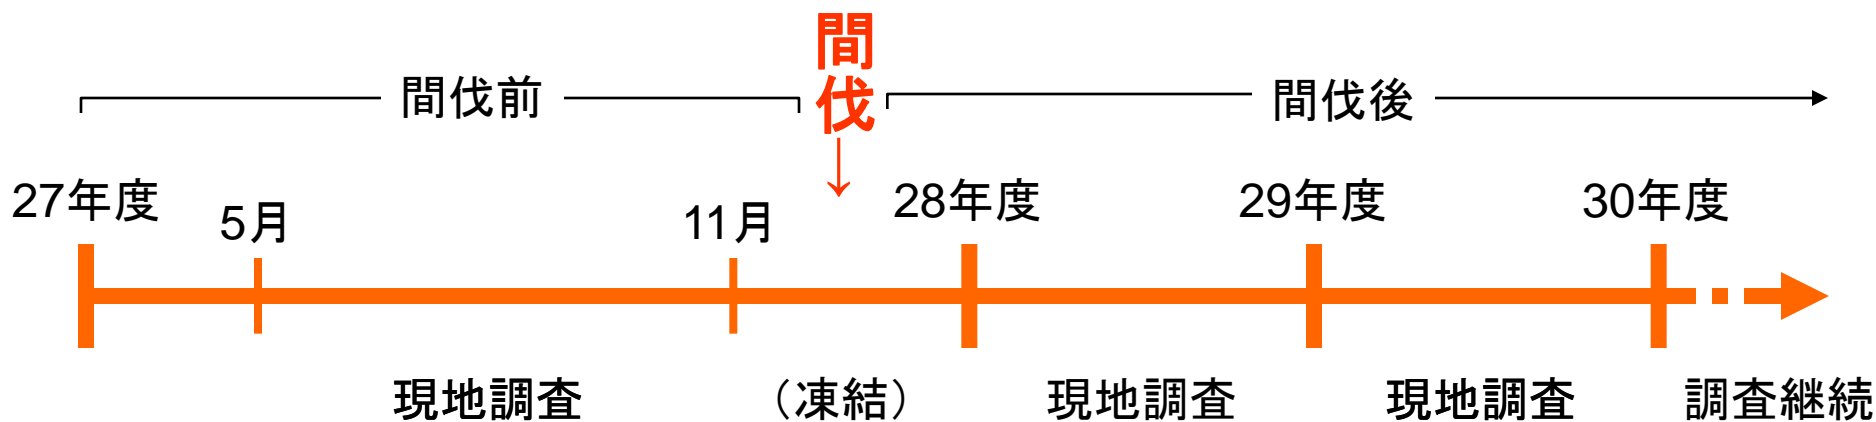 間伐
間伐前
間伐後
↓
27年度
5月
11月
28年度
29年度
30年度
現地調査
（凍結）
現地調査
現地調査
調査継続